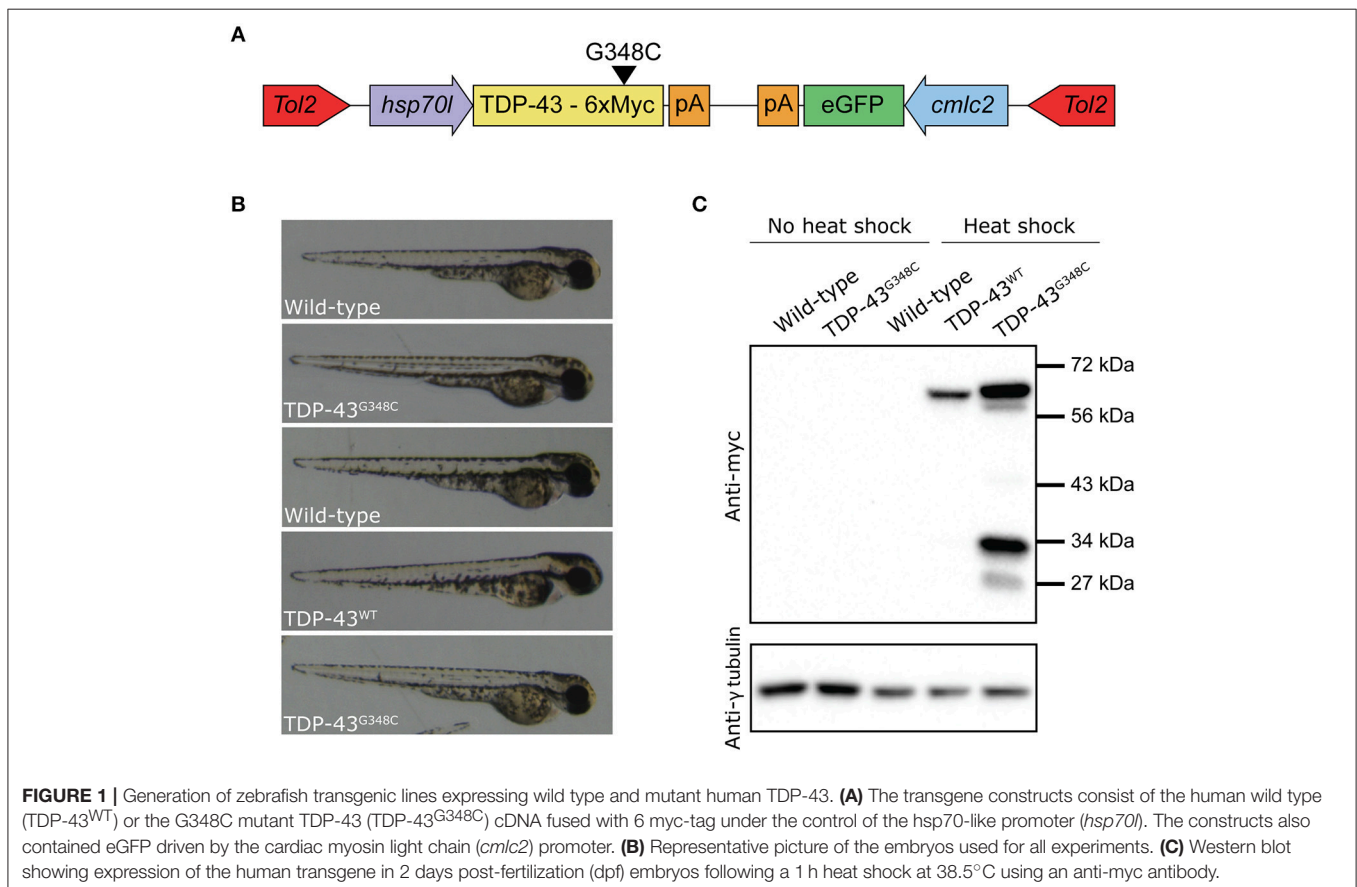 A
G348C
Tol2
hsp70l
TDP-43 - 6xMyc
pA
pA
eGFP
cmlc2
Tol2
B
Wild-type
TDP-43G348C
Wild-type
TDP-43WT
TDP-43G348C
C
No heat shock
Heat shock
Wild-type
TDP-43G348C
Wild-type
TDP-43WT
TDP-43G348C
Anti-myc
72 kDa
56 kDa
43 kDa
34 kDa
27 kDa
Anti-γ tubulin
FIGURE 1 | Generation of zebrafish transgenic lines expressing wild type and mutant human TDP-43. (A) The transgene constructs consist of the human wild type
(TDP-43WT) or the G348C mutant TDP-43 (TDP-43G348C) cDNA fused with 6 myc-tag under the control of the hsp70-like promoter (hsp70l). The constructs also
contained eGFP driven by the cardiac myosin light chain (cmlc2) promoter. (B) Representative picture of the embryos used for all experiments. (C) Western blot
showing expression of the human transgene in 2 days post-fertilization (dpf) embryos following a 1 h heat shock at 38.5°C using an anti-myc antibody.